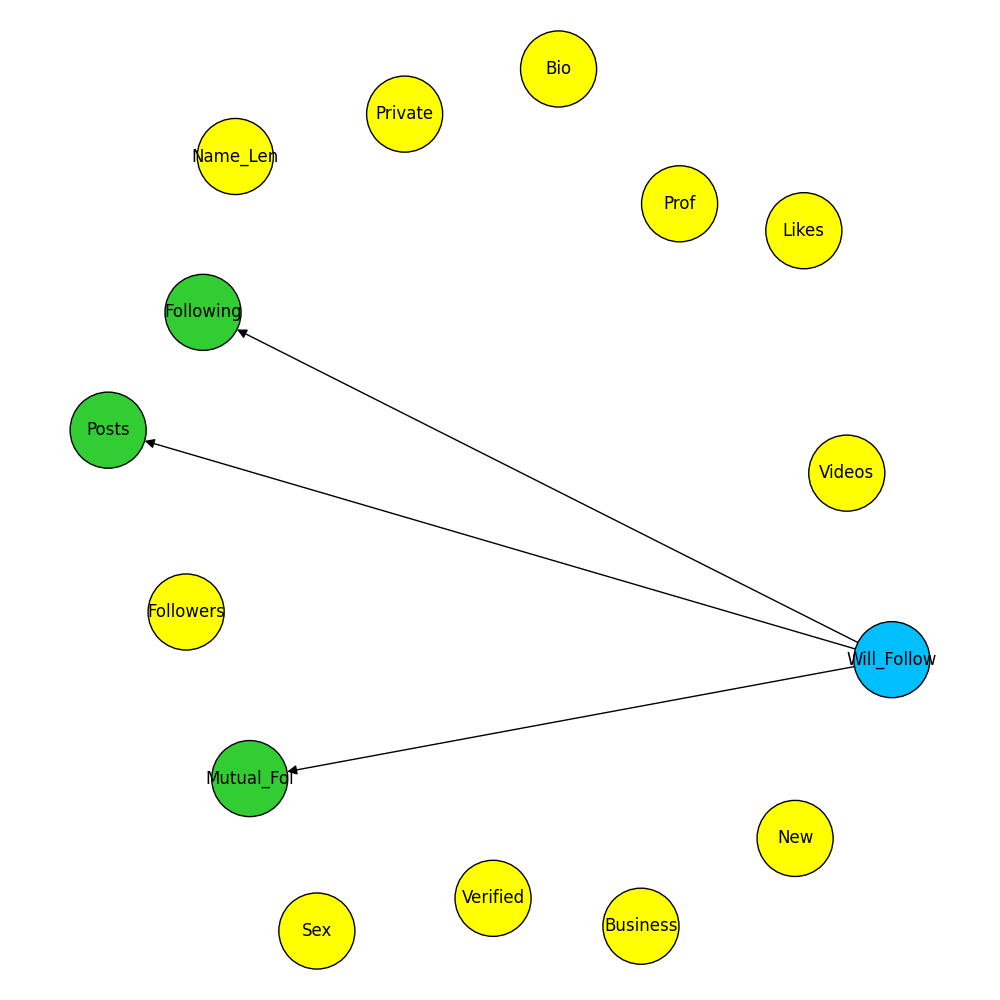 Bio
Private
Name_Len
Prof
Likes
Following
Posts
Videos
Followers
Will_Follow
Mutual_Fol
New
Verified
Business
Sex